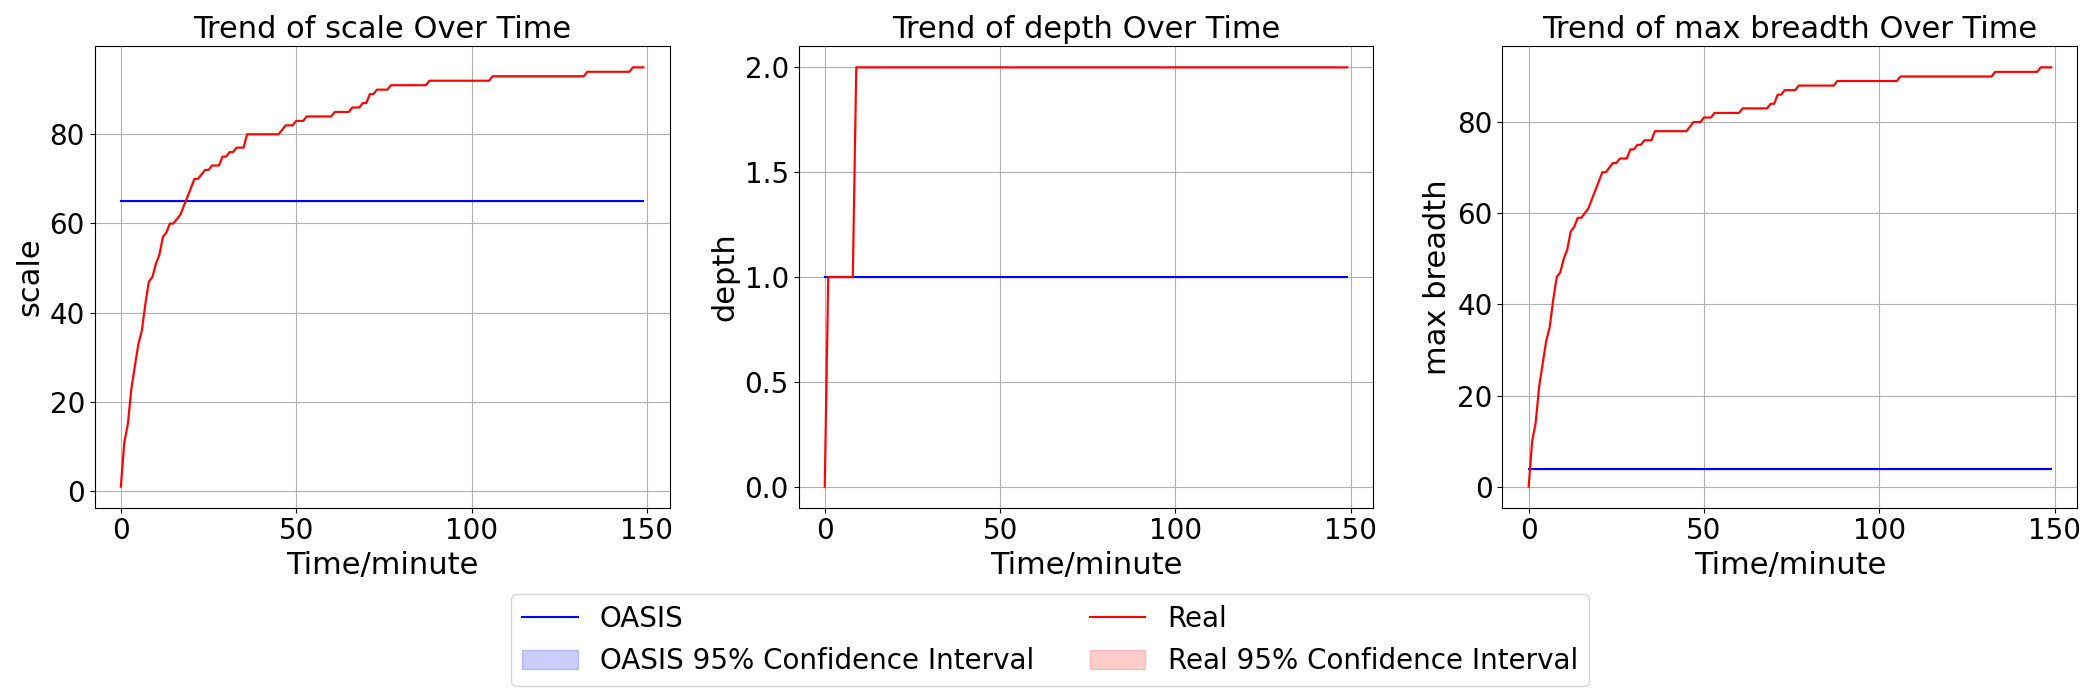 Trend of scale Over Time
scale
80
60
40
20
0
0 50 100 150
Time/minute
Trend of depth Over Time
depth
2.0
1.5
1.0
0.5
0.0
0 50 100 150
Time/minute
Trend of max breadth Over Time
max breadth
80
60
40
20
0
0 50 100 150
Time/minute
OASIS
OASIS 95% Confidence Interval
Real
Real 95% Confidence Interval